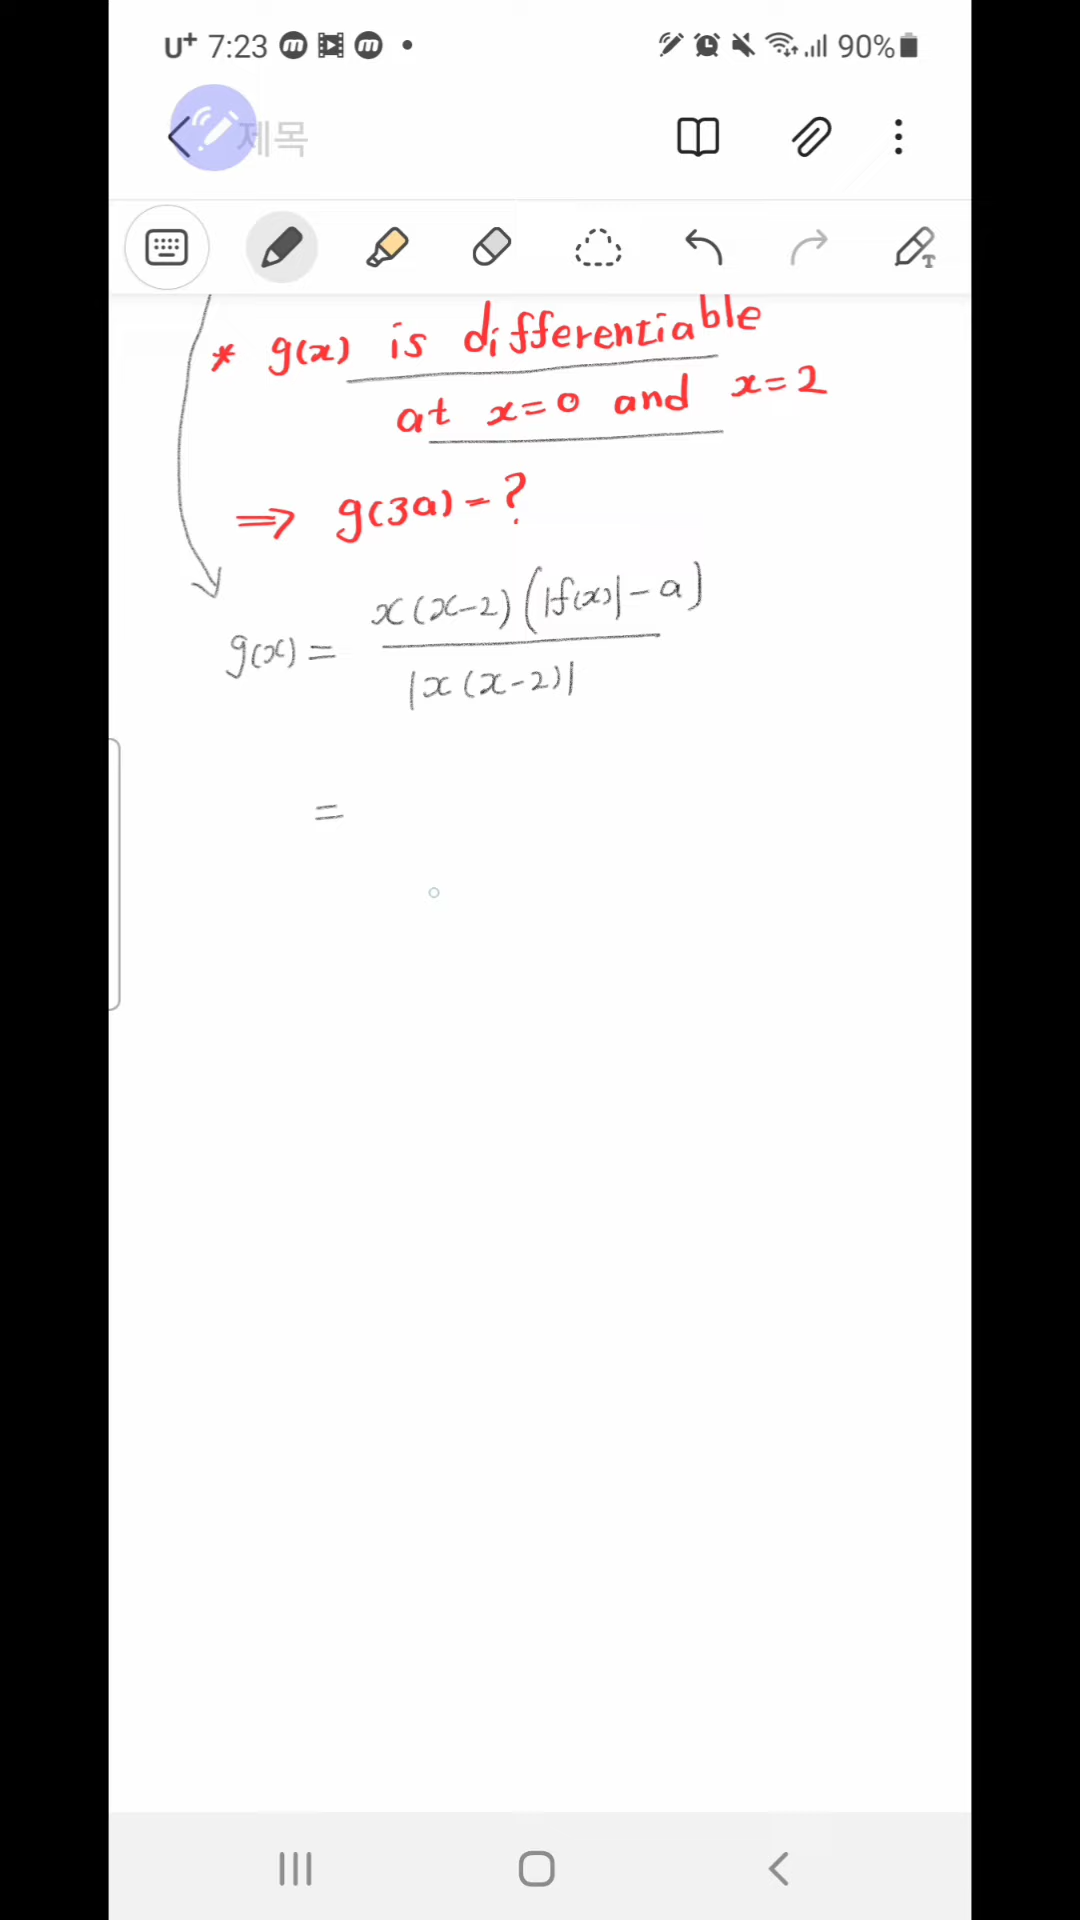 U+ 7:23 90%
제목
* g(x) is differentiable
at x=0 and x=2
⇒ g(3a)-?
g(x) = x(x-2)(|f(x)|-a) / |x(x-2)|
=